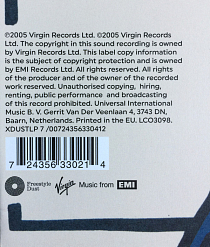 ℗2005 Virgin Records Ltd. ©2005 Virgin Records
Ltd. The copyright in this sound recording is owned
by Virgin Records Ltd. This label copy information
is the subject of copyright protection and is owned
by EMI Records Ltd. All rights reserved. All rights
of the producer and of the owner of the recorded
work reserved. Unauthorised copying, hiring,
renting, public performance and broadcasting
of this record prohibited. Universal International
Music B. V. Gerrit Van Der Veenlaan 4, 3743 DN,
Baarn, Netherlands. Printed in the EU. LC03098.
XDUSTLP 7 / 00724356330412
7 24356 33021 4
Freestyle
Dust
Virgin
Music from EMI